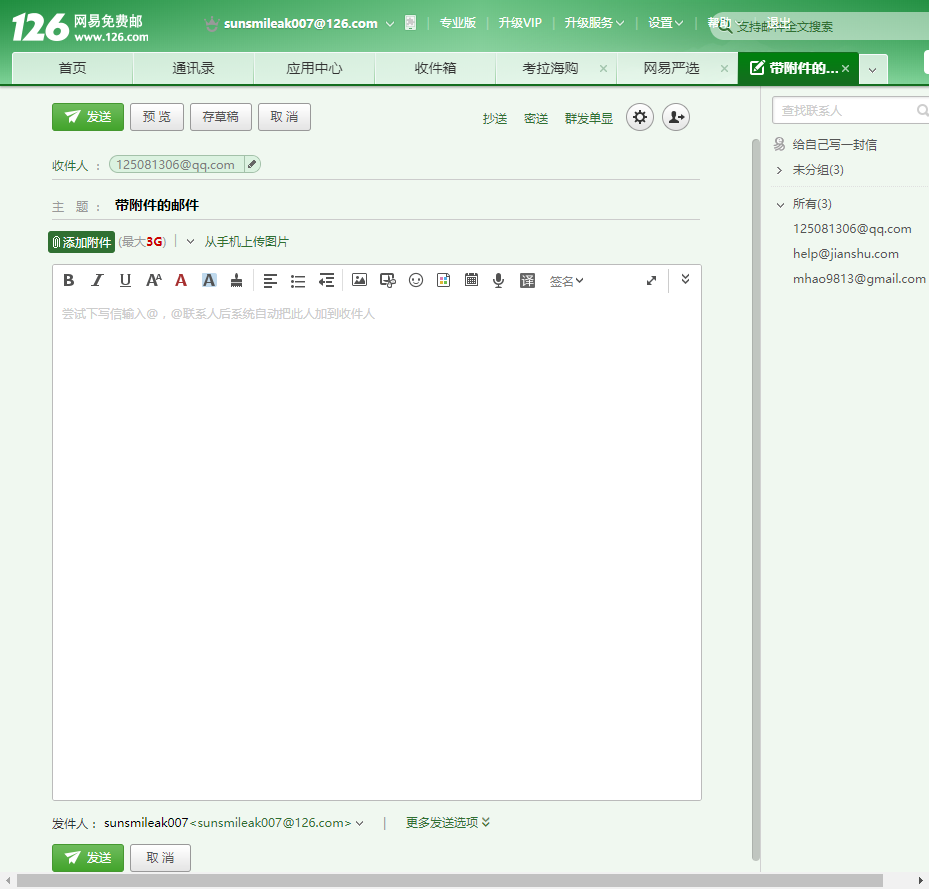 126 网易免费邮
www.126.com
sunsmileak007@126.com 专业版 升级VIP 升级服务 设置 帮助 退出
支持邮件全文搜索
首页 通讯录 应用中心 收件箱 考拉海购 × 网易严选 × 带附件的... ×
发送 预 览 存草稿 取 消 抄送 密送 群发单显
查找联系人
给自己写一封信
收件人 ： 125081306@qq.com
未分组(3)
主 题 ： 带附件的邮件
所有(3)
125081306@qq.com
help@jianshu.com
mhao9813@gmail.com
添加附件 (最大3G) 从手机上传图片
B I U AA A A 译 签名
尝试下写信输入@，@联系人后系统自动把此人加到收件人
发件人： sunsmileak007<sunsmileak007@126.com> | 更多发送选项
发送 取 消